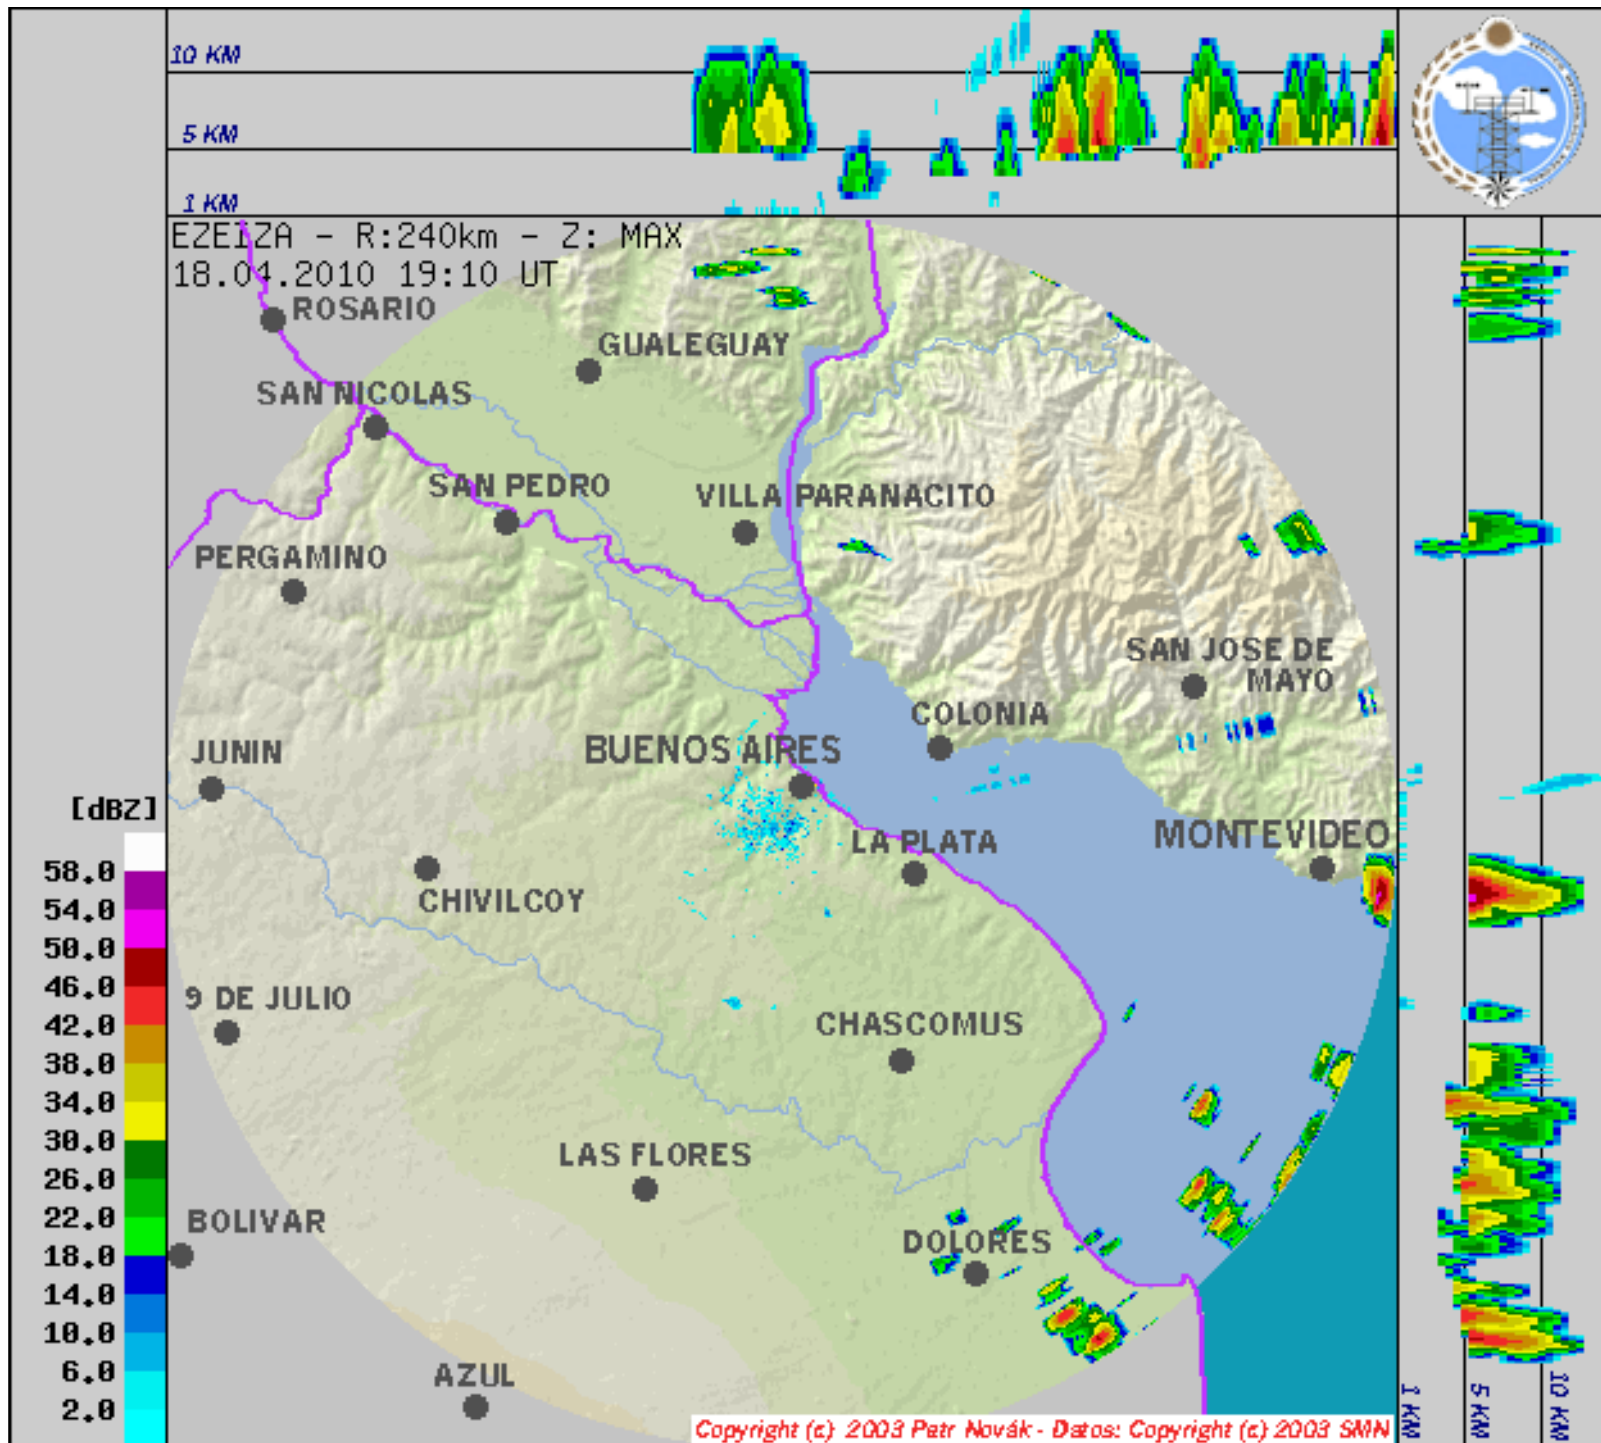 10 KM
5 KM
1 KM
EZEIZA - R:240km - Z: MAX
18.04.2010 19:10 UT
ROSARIO
GUALEGUAY
SAN NICOLAS
SAN PEDRO
VILLA PARANACITO
PERGAMINO
SAN JOSE DE
MAYO
COLONIA
JUNIN
BUENOS AIRES
[dBZ]
LA PLATA
MONTEVIDEO
58.0
CHIVILCOY
54.0
50.0
46.0
9 DE JULIO
42.0
CHASCOMUS
38.0
34.0
30.0
LAS FLORES
26.0
22.0
BOLIVAR
DOLORES
18.0
14.0
10.0
6.0
AZUL
2.0
1 KM
5 KM
10 KM
Copyright (c) 2003 Petr Novák - Datos: Copyright (c) 2003 SMN